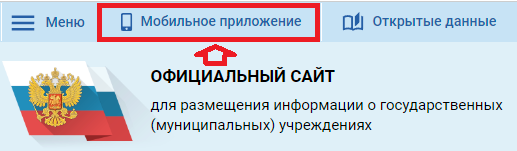 Меню Мобильное приложение Открытые данные
ОФИЦИАЛЬНЫЙ САЙТ
для размещения информации о государственных
(муниципальных) учреждениях